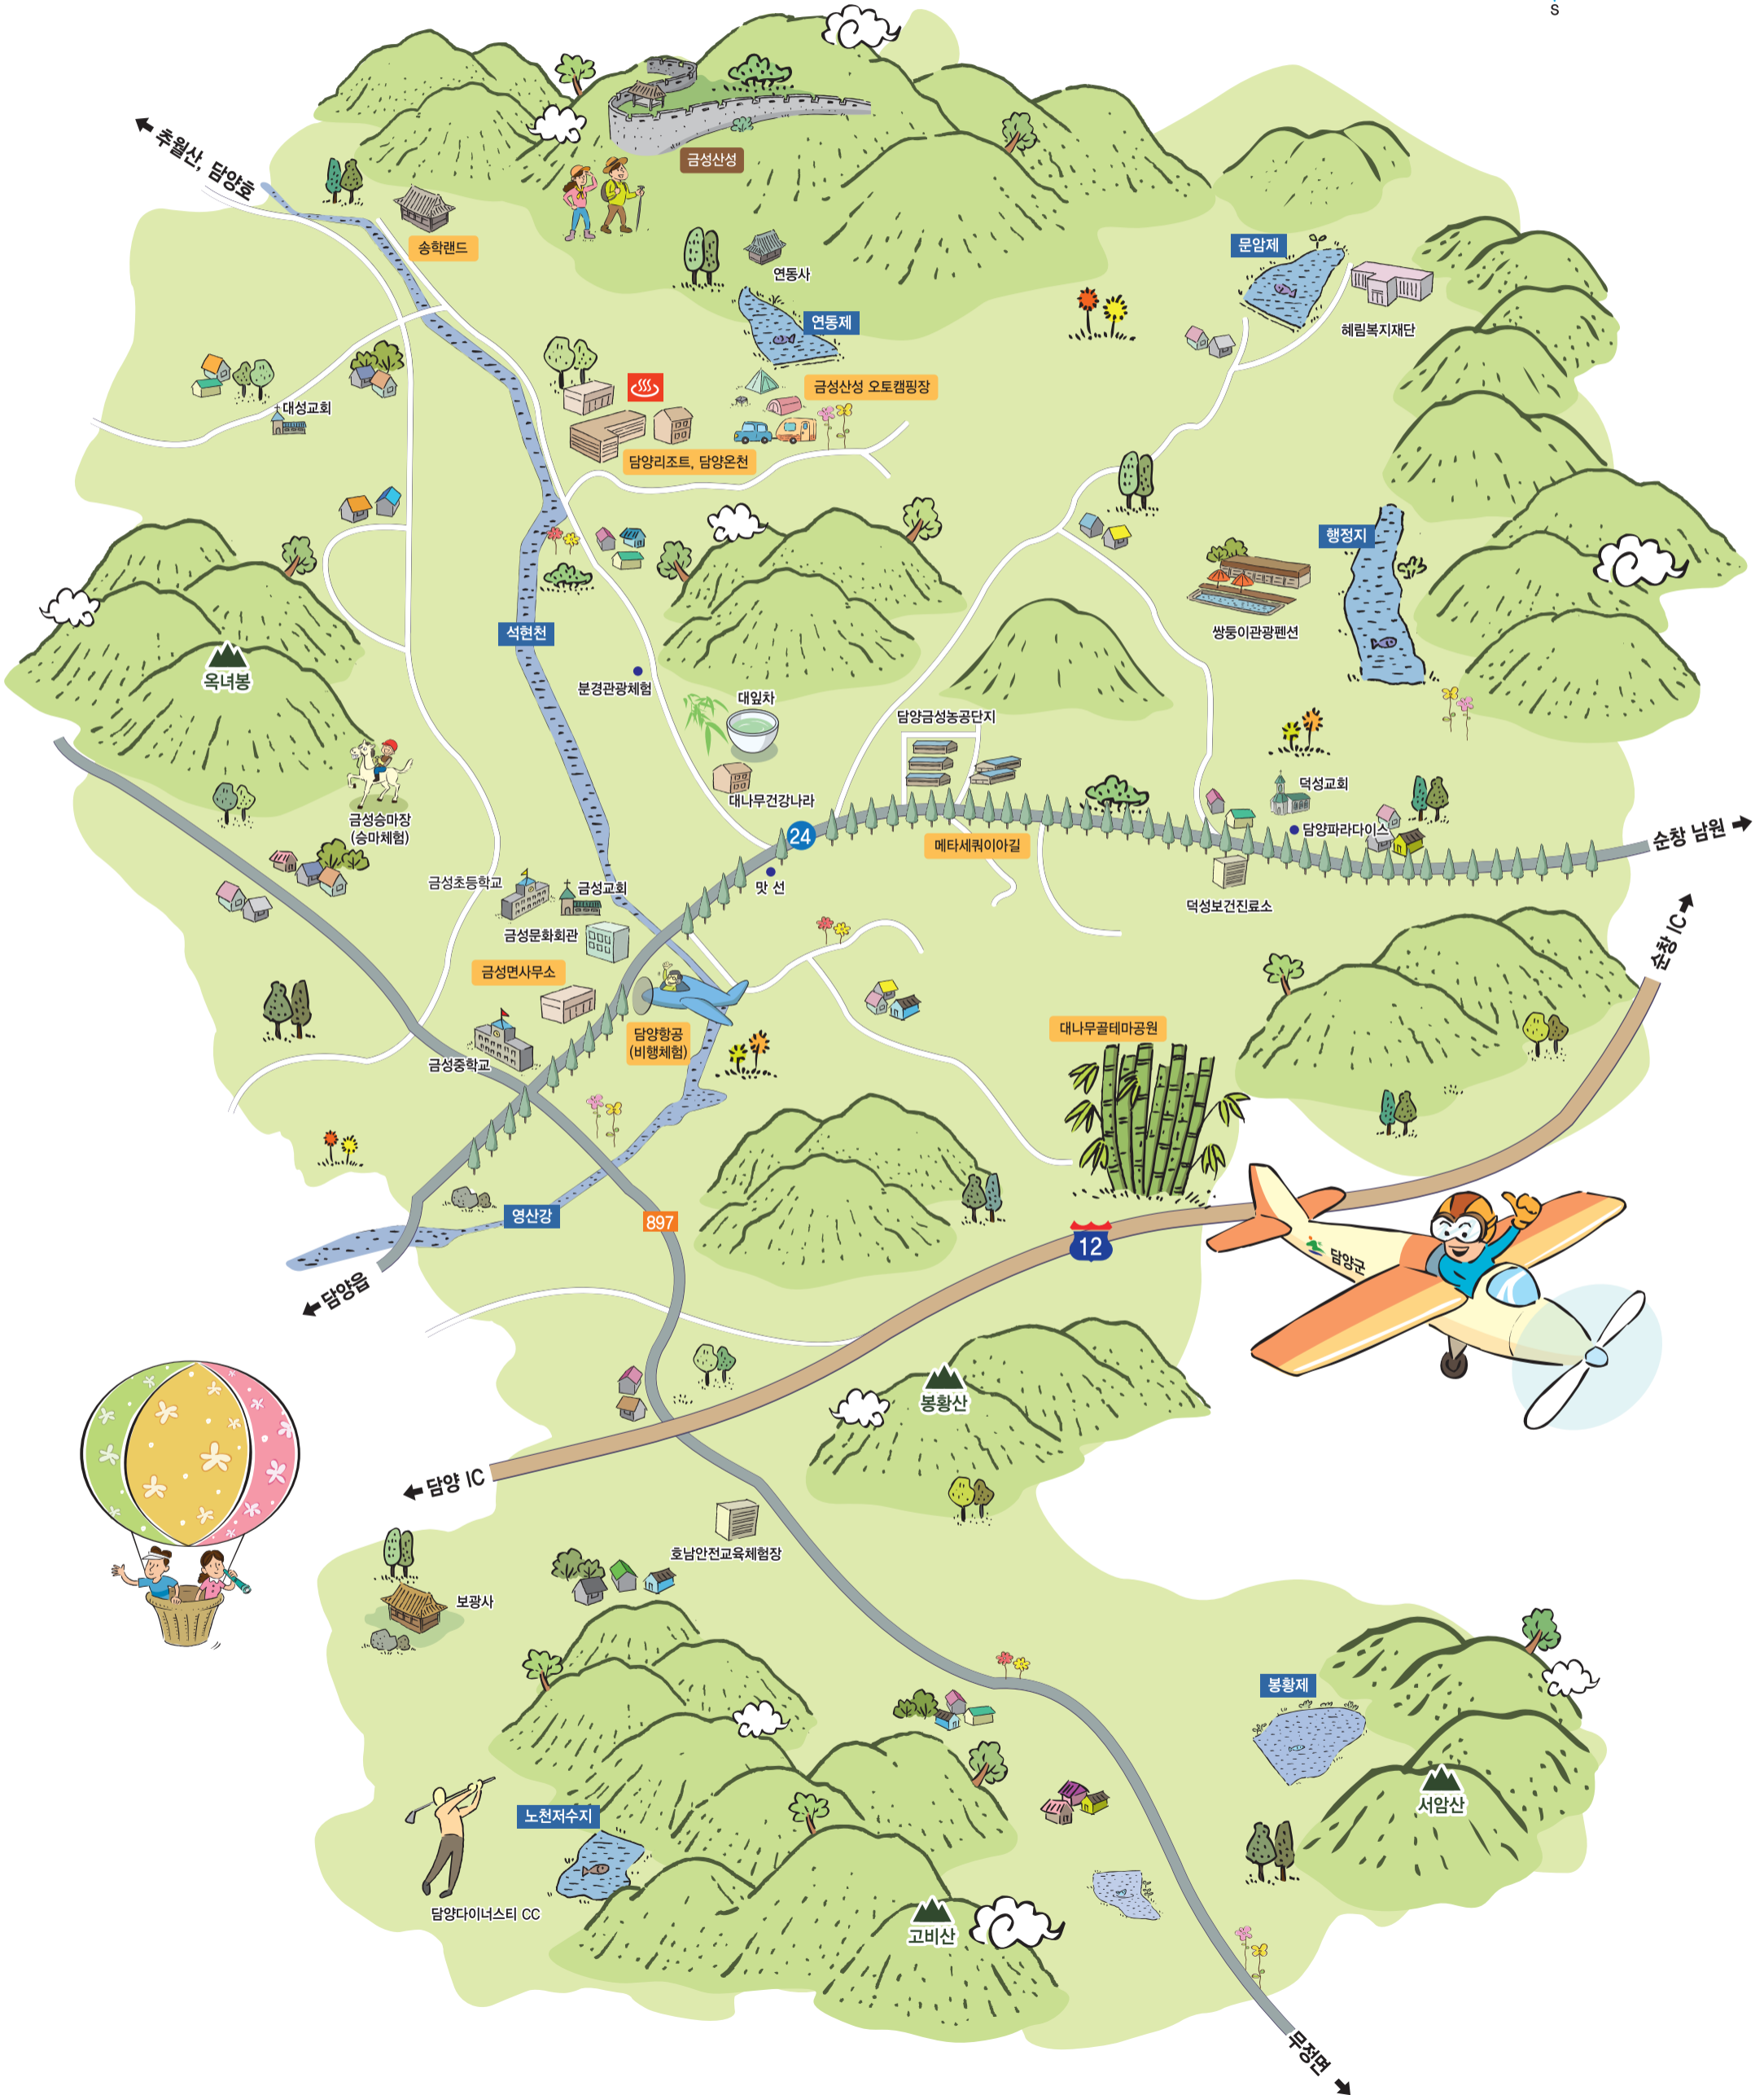 S
추월산, 담양호
금성산성
송학랜드
연동사
문암제
혜림복지재단
연동제
금성산성 오토캠핑장
대성교회
담양리조트, 담양온천
행정지
쌍둥이관광펜션
석현천
옥녀봉
분경관광체험
대잎차
담양금성농공단지
대나무건강나라
금성승마장
(승마체험)
덕성교회
담양파라다이스
24
메타세쿼이아길
순창 남원
맛 선
금성초등학교
금성교회
금성문화회관
덕성보건진료소
순창 IC
금성면사무소
담양항공
(비행체험)
대나무골테마공원
금성중학교
영산강
897
12
담양군
담양읍
봉황산
담양 IC
호남안전교육체험장
보광사
봉황제
서암산
노천저수지
담양다이너스티 CC
고비산
무정면